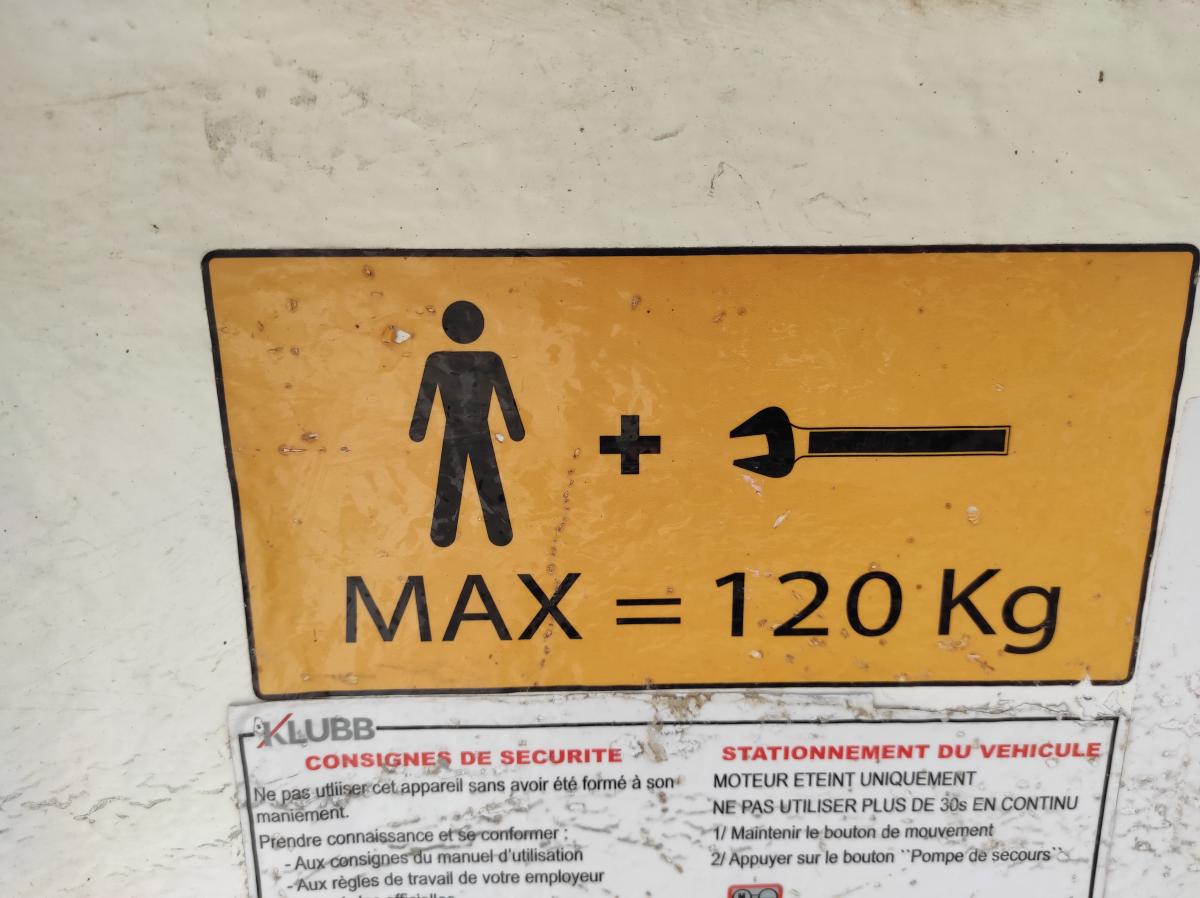 MAX = 120 Kg
KLUBB
CONSIGNES DE SECURITE
Ne pas utiliser cet appareil sans avoir été formé à son
maniement.
Prendre connaissance et se conformer :
- Aux consignes du manuel d'utilisation
- Aux règles de travail de votre employeur
STATIONNEMENT DU VEHICULE
MOTEUR ETEINT UNIQUEMENT
NE PAS UTILISER PLUS DE 30s EN CONTINU
1/ Maintenir le bouton de mouvement
2/ Appuyer sur le bouton ``Pompe de secours``